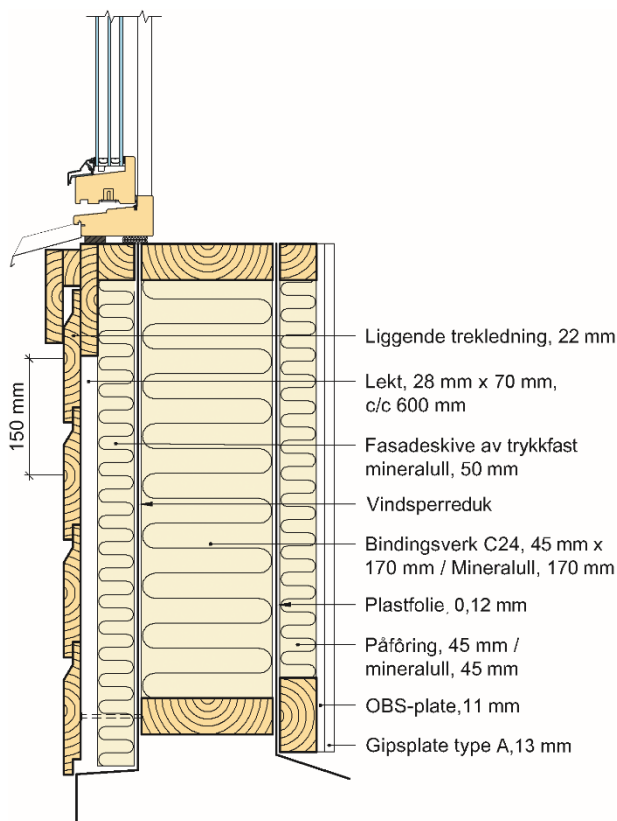 Liggende trekledning, 22 mm
Lekt, 28 mm x 70 mm,
c/c 600 mm
150 mm
Fasadeskive av trykkfast
mineralull, 50 mm
Vindsperreduk
Bindingsverk C24, 45 mm x
170 mm / Mineralull, 170 mm
Plastfolie, 0,12 mm
Påfôring, 45 mm /
mineralull, 45 mm
OBS-plate,11 mm
Gipsplate type A,13 mm